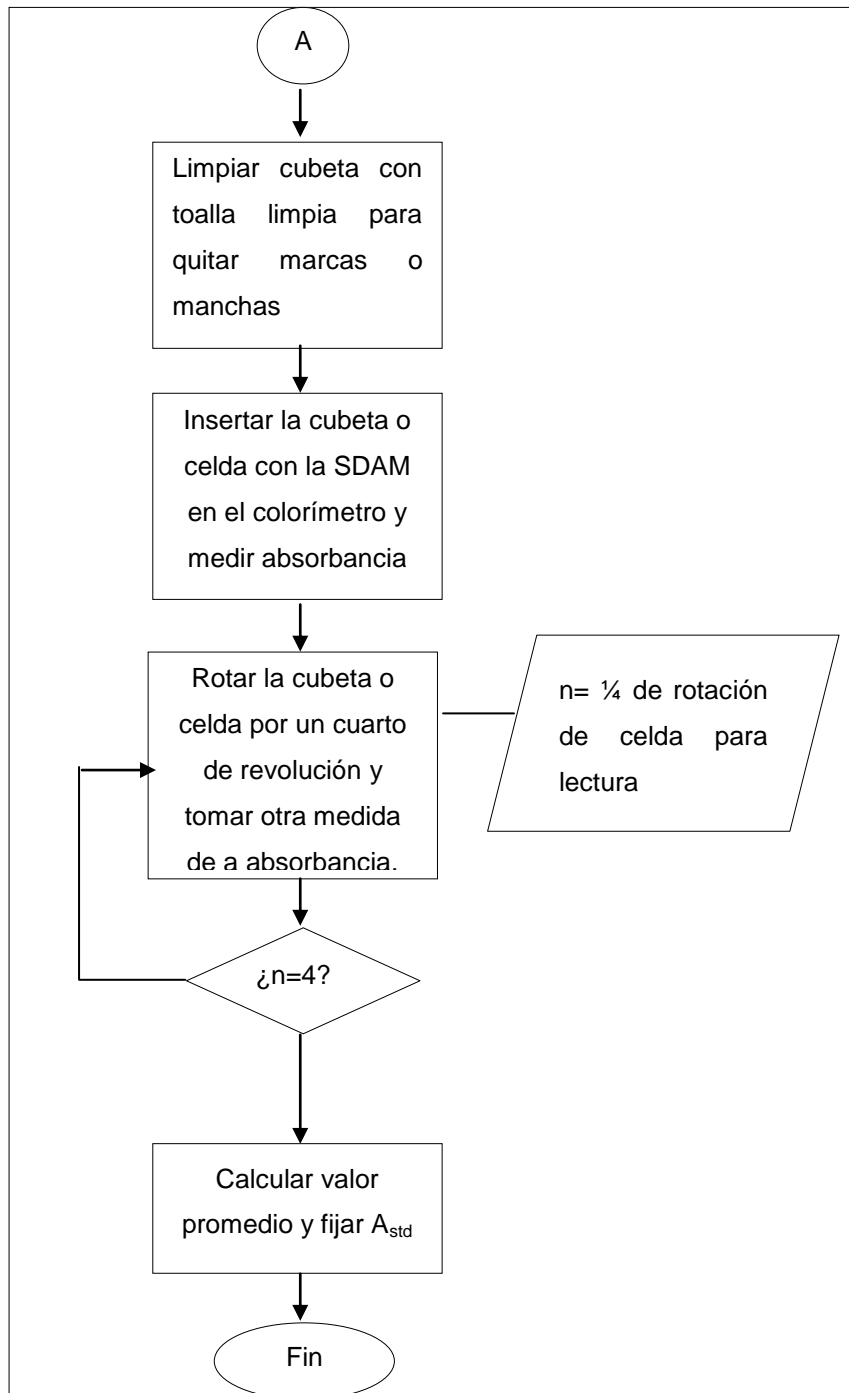 A
Limpiar cubeta con
toalla limpia para
quitar marcas o
manchas
Insertar la cubeta o
celda con la SDAM
en el colorímetro y
medir absorbancia
Rotar la cubeta o
celda por un cuarto
de revolución y
tomar otra medida
de a absorbancia.
n= ¼ de rotación
de celda para
lectura
¿n=4?
Calcular valor
promedio y fijar Astd
Fin